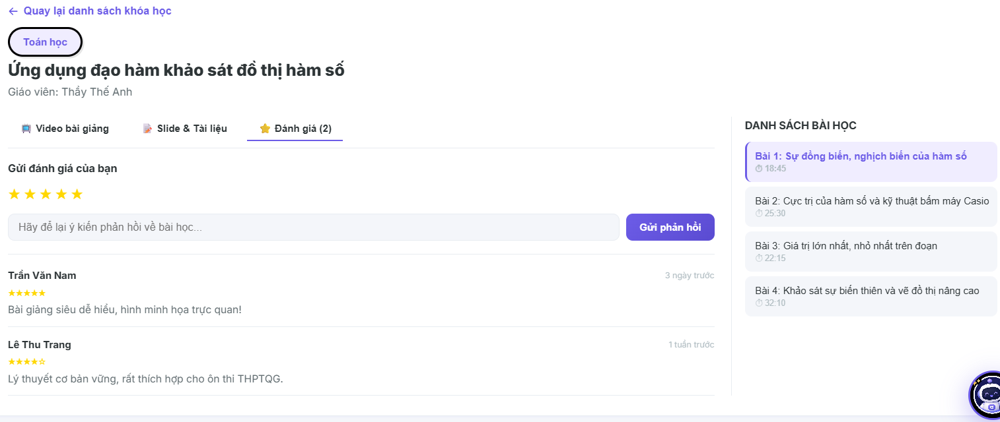 ← Quay lại danh sách khóa học
Toán học
Ứng dụng đạo hàm khảo sát đồ thị hàm số
Giáo viên: Thầy Thế Anh
Video bài giảng
Slide & Tài liệu
Đánh giá (2)
Gửi đánh giá của bạn
★ ★ ★ ★ ★
Hãy để lại ý kiến phản hồi về bài học...
Gửi phản hồi
Trần Văn Nam
3 ngày trước
★★★★★
Bài giảng siêu dễ hiểu, hình minh họa trực quan!
Lê Thu Trang
1 tuần trước
★★★★☆
Lý thuyết cơ bản vững, rất thích hợp cho ôn thi THPTQG.
DANH SÁCH BÀI HỌC
Bài 1: Sự đồng biến, nghịch biến của hàm số
⏱ 18:45
Bài 2: Cực trị của hàm số và kỹ thuật bấm máy Casio
⏱ 25:30
Bài 3: Giá trị lớn nhất, nhỏ nhất trên đoạn
⏱ 22:15
Bài 4: Khảo sát sự biến thiên và vẽ đồ thị nâng cao
⏱ 32:10